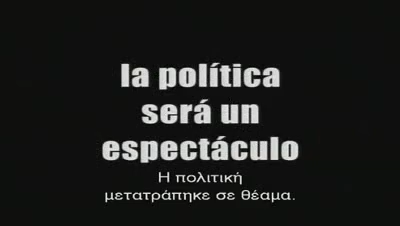 la política
será un
espectáculo
Η πολιτική
μετατράπηκε σε θέαμα.